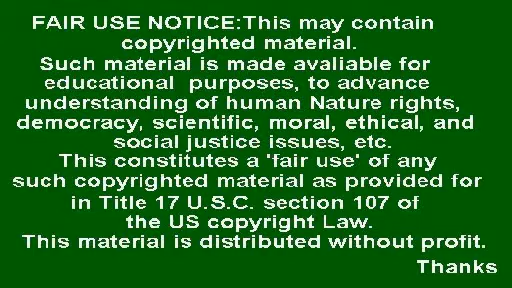 FAIR USE NOTICE:This may contain
copyrighted material.
Such material is made avaliable for
educational  purposes, to advance
understanding of human Nature rights,
democracy, scientific, moral, ethical, and
social justice issues, etc.
This constitutes a 'fair use' of any
such copyrighted material as provided for
in Title 17 U.S.C. section 107 of
the US copyright Law.
This material is distributed without profit.
Thanks